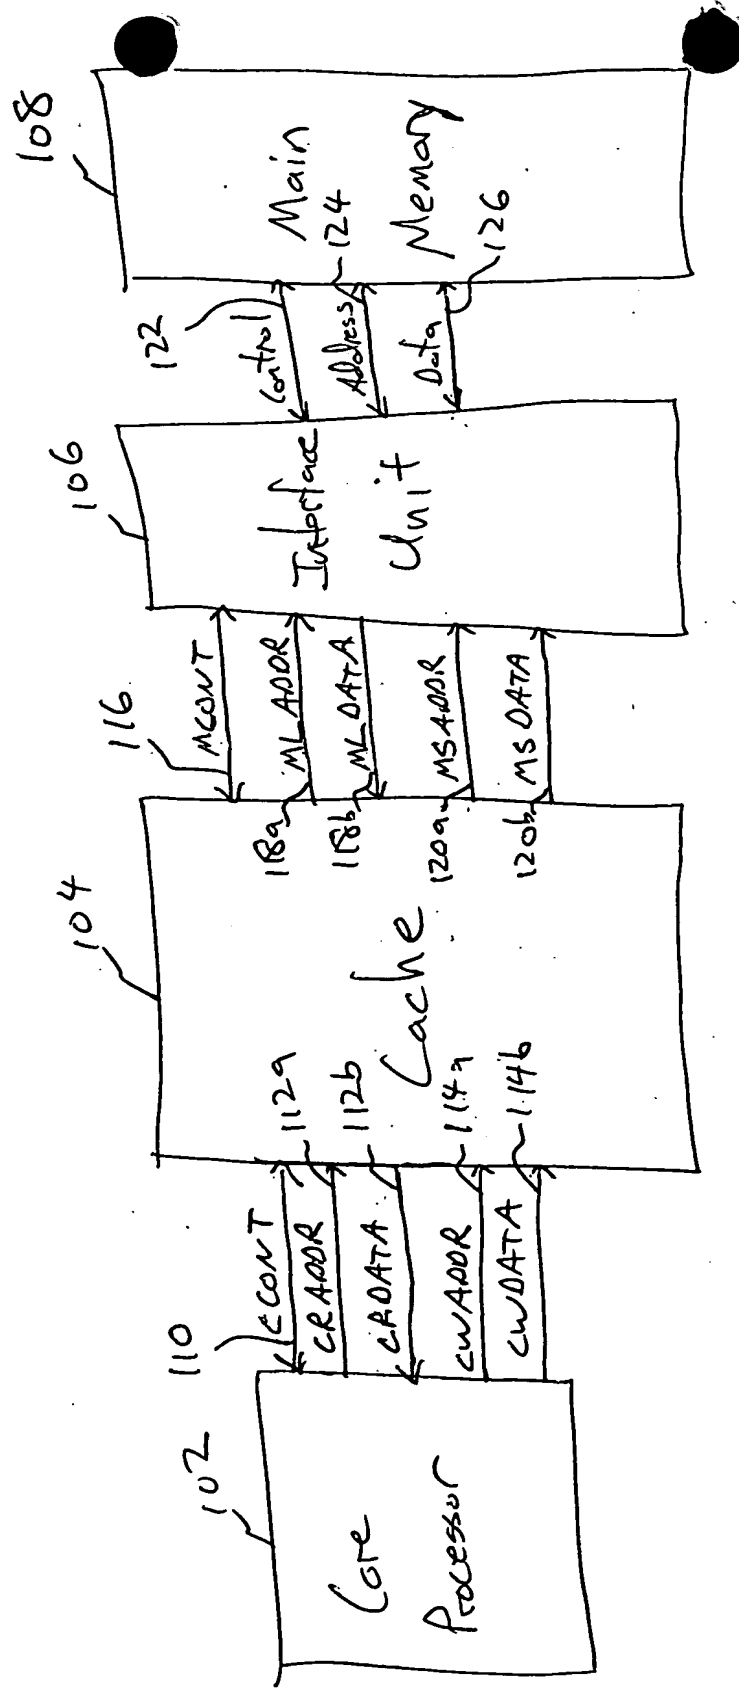 102
Core
Processor
110
CCONT
CRADDR
112a
CRDATA
112b
CWADDR
114a
CWDATA
114b
104
Cache
116
MCONT
118a
MLADDR
118b
MLDATA
120a
MSADDR
120b
MSDATA
106
Interface
Unit
122
Control
Address
124
Data
126
108
Main
Memory